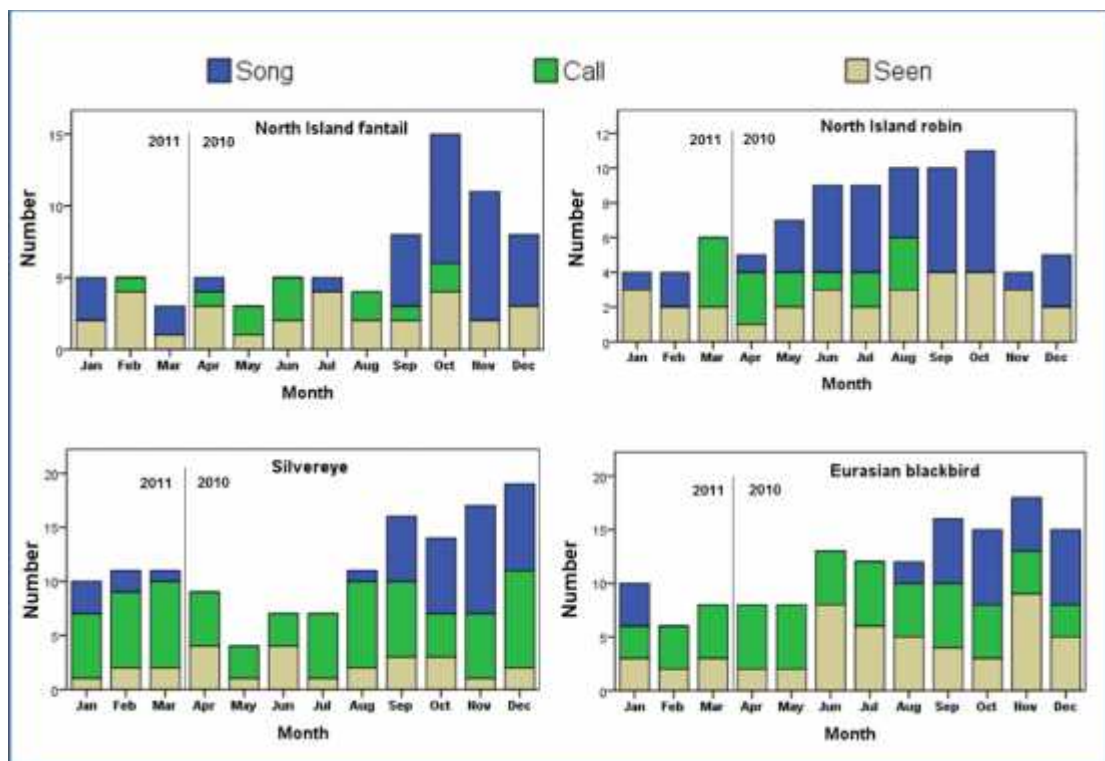 Song Call Seen
North Island fantail
2011 2010
15
10
5
0
Number
Jan Feb Mar Apr May Jun Jul Aug Sep Oct Nov Dec
Month
North Island robin
2011 2010
12
10
8
6
4
2
0
Number
Jan Feb Mar Apr May Jun Jul Aug Sep Oct Nov Dec
Month
Silvereye
2011 2010
20
15
10
5
0
Number
Jan Feb Mar Apr May Jun Jul Aug Sep Oct Nov Dec
Month
Eurasian blackbird
2011 2010
20
15
10
5
0
Number
Jan Feb Mar Apr May Jun Jul Aug Sep Oct Nov Dec
Month